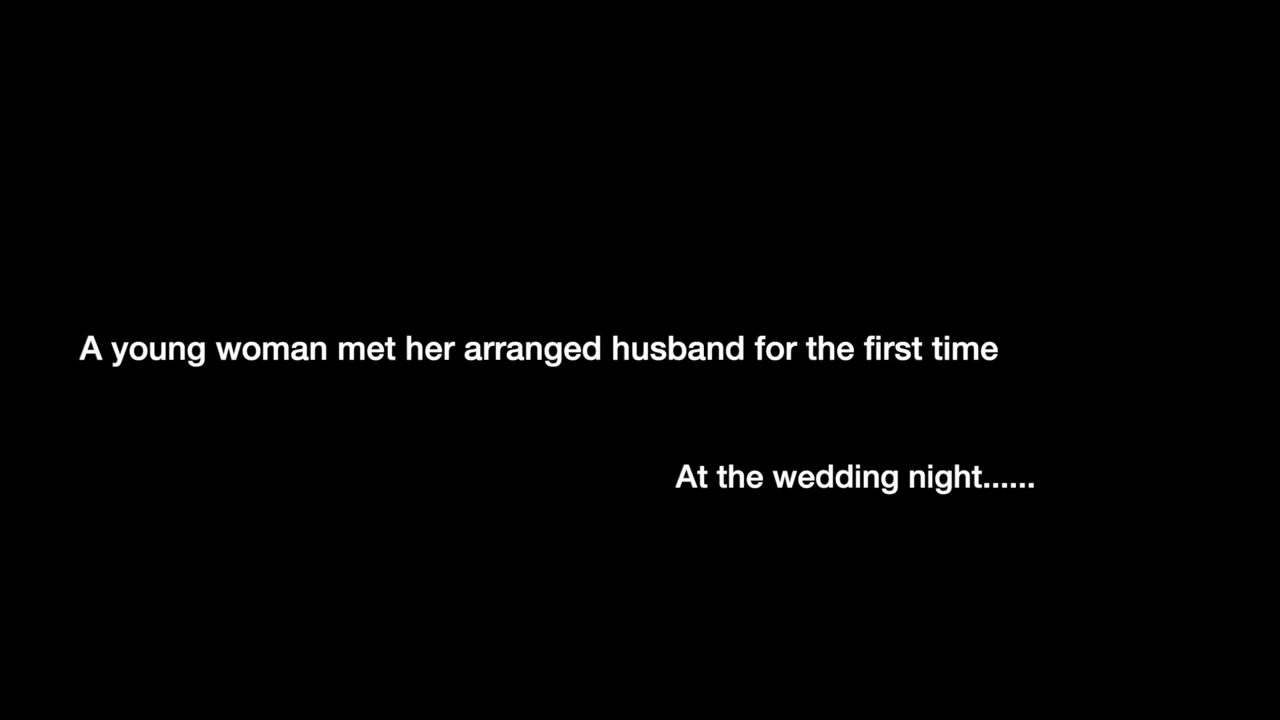 A young woman met her arranged husband for the first time
At the wedding night......